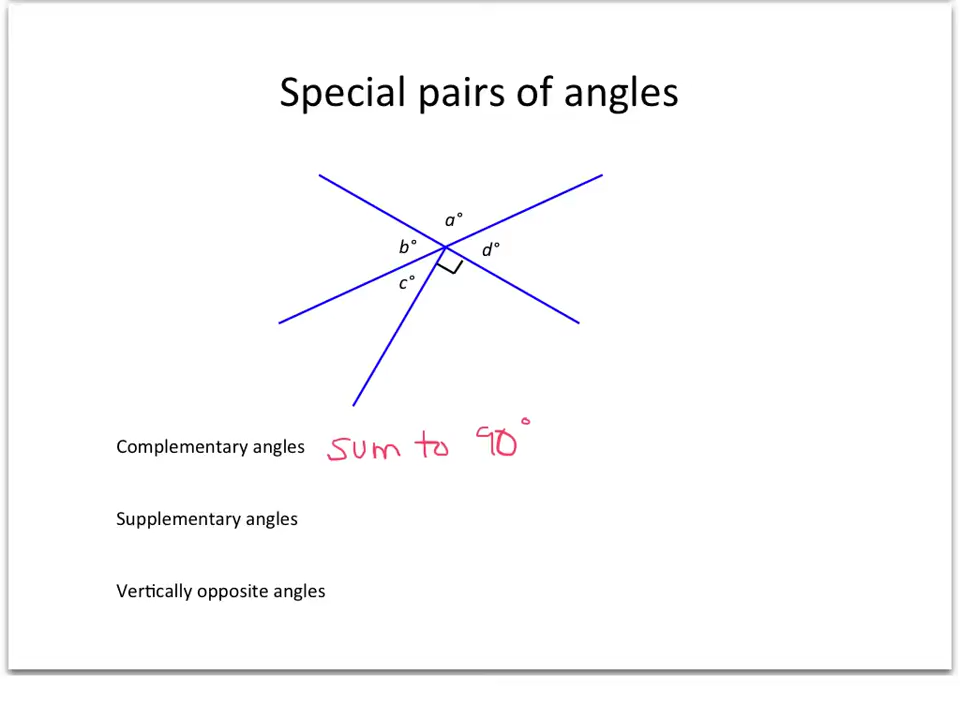 Special pairs of angles
a°
b°
d°
c°
Complementary angles sum to 90°
Supplementary angles
Vertically opposite angles